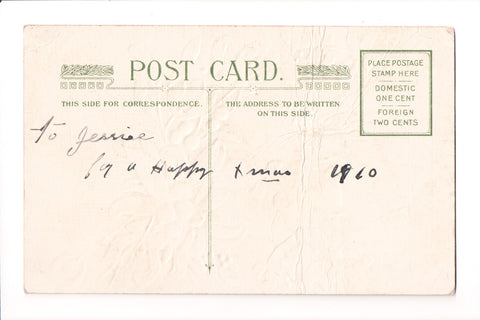 POST CARD.
THIS SIDE FOR CORRESPONDENCE.
THE ADDRESS TO BE WRITTEN
ON THIS SIDE.
PLACE POSTAGE
STAMP HERE
DOMESTIC
ONE CENT
FOREIGN
TWO CENTS
To Jessie
a Happy Xmas 1910